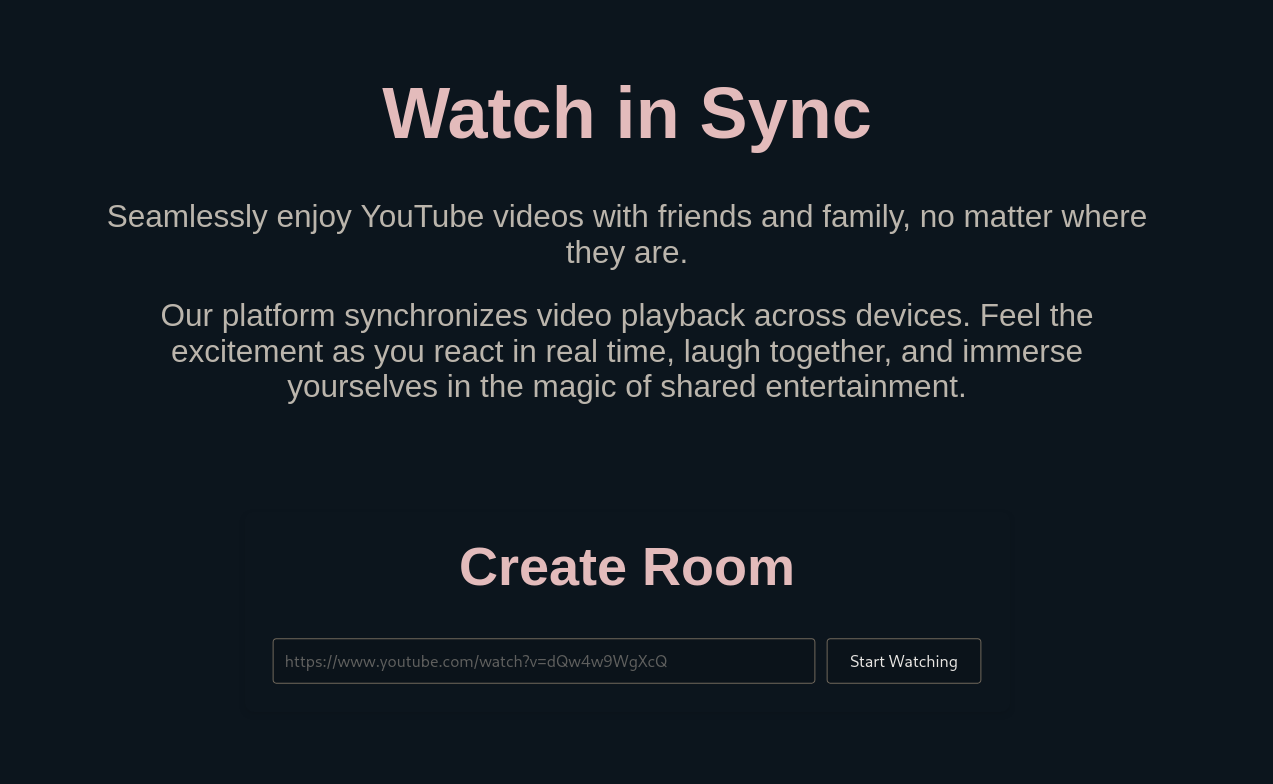 Watch in Sync
Seamlessly enjoy YouTube videos with friends and family, no matter where
they are.
Our platform synchronizes video playback across devices. Feel the
excitement as you react in real time, laugh together, and immerse
yourselves in the magic of shared entertainment.
Create Room
https://www.youtube.com/watch?v=dQw4w9WgXcQ
Start Watching